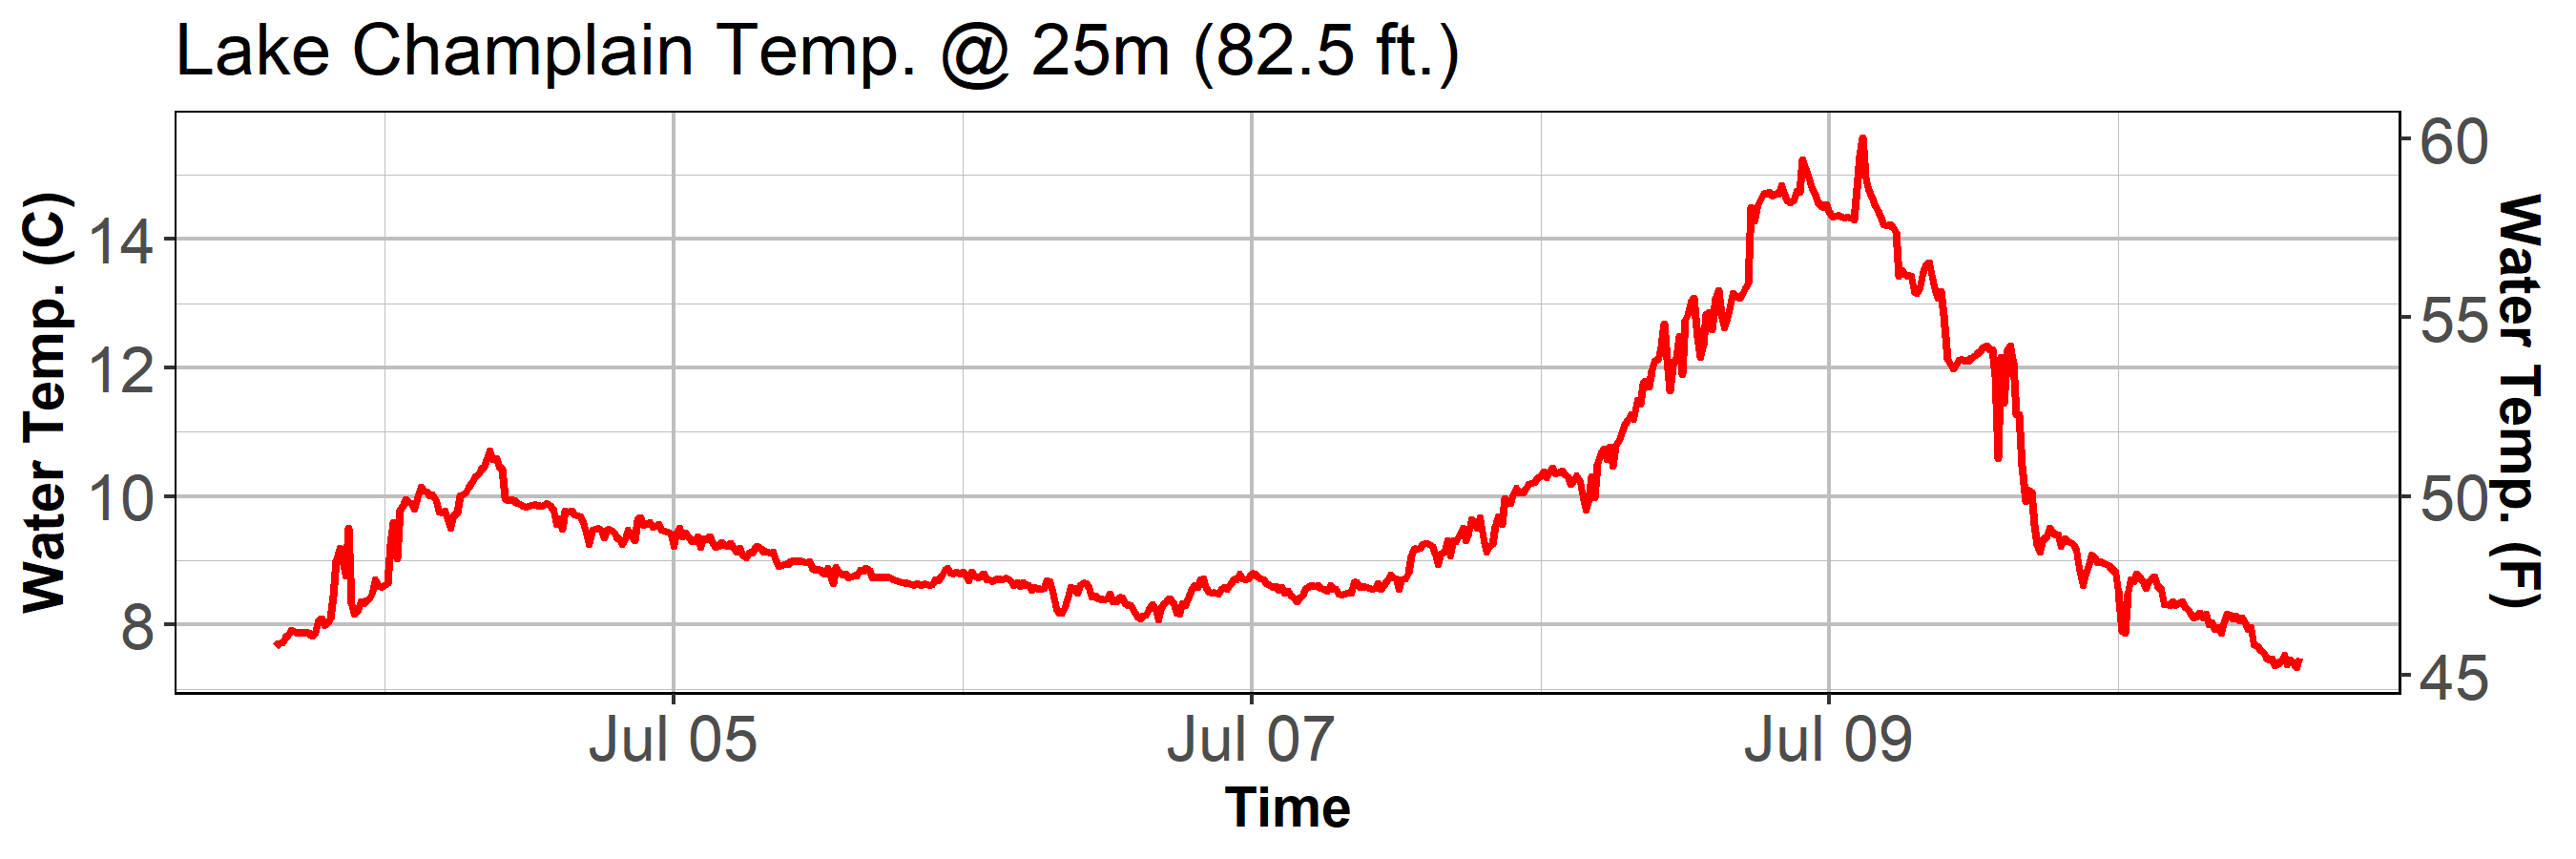 Lake Champlain Temp. @ 25m (82.5 ft.)
Water Temp. (C)
14
12
10
8
60
55
50
45
Water Temp. (F)
Jul 05 Jul 07 Jul 09
Time